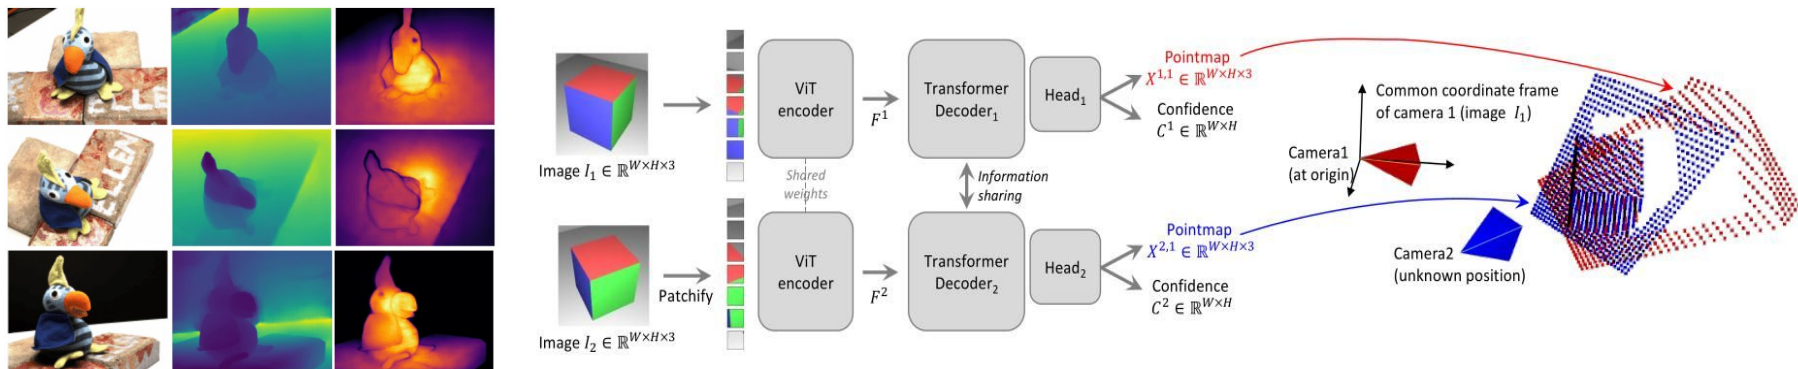 ELLEN
ELLEN
Image I₁ ∈ ℝ^{W×H×3}
ViT
encoder
F¹
Transformer
Decoder₁
Head₁
Pointmap
X^{1,1} ∈ ℝ^{W×H×3}
Confidence
C¹ ∈ ℝ^{W×H}
Shared
weights
Information
sharing
Image I₂ ∈ ℝ^{W×H×3}
Patchify
ViT
encoder
F²
Transformer
Decoder₂
Head₂
Pointmap
X^{2,1} ∈ ℝ^{W×H×3}
Confidence
C² ∈ ℝ^{W×H}
Common coordinate frame
of camera 1 (image I₁)
Camera1
(at origin)
Camera2
(unknown position)